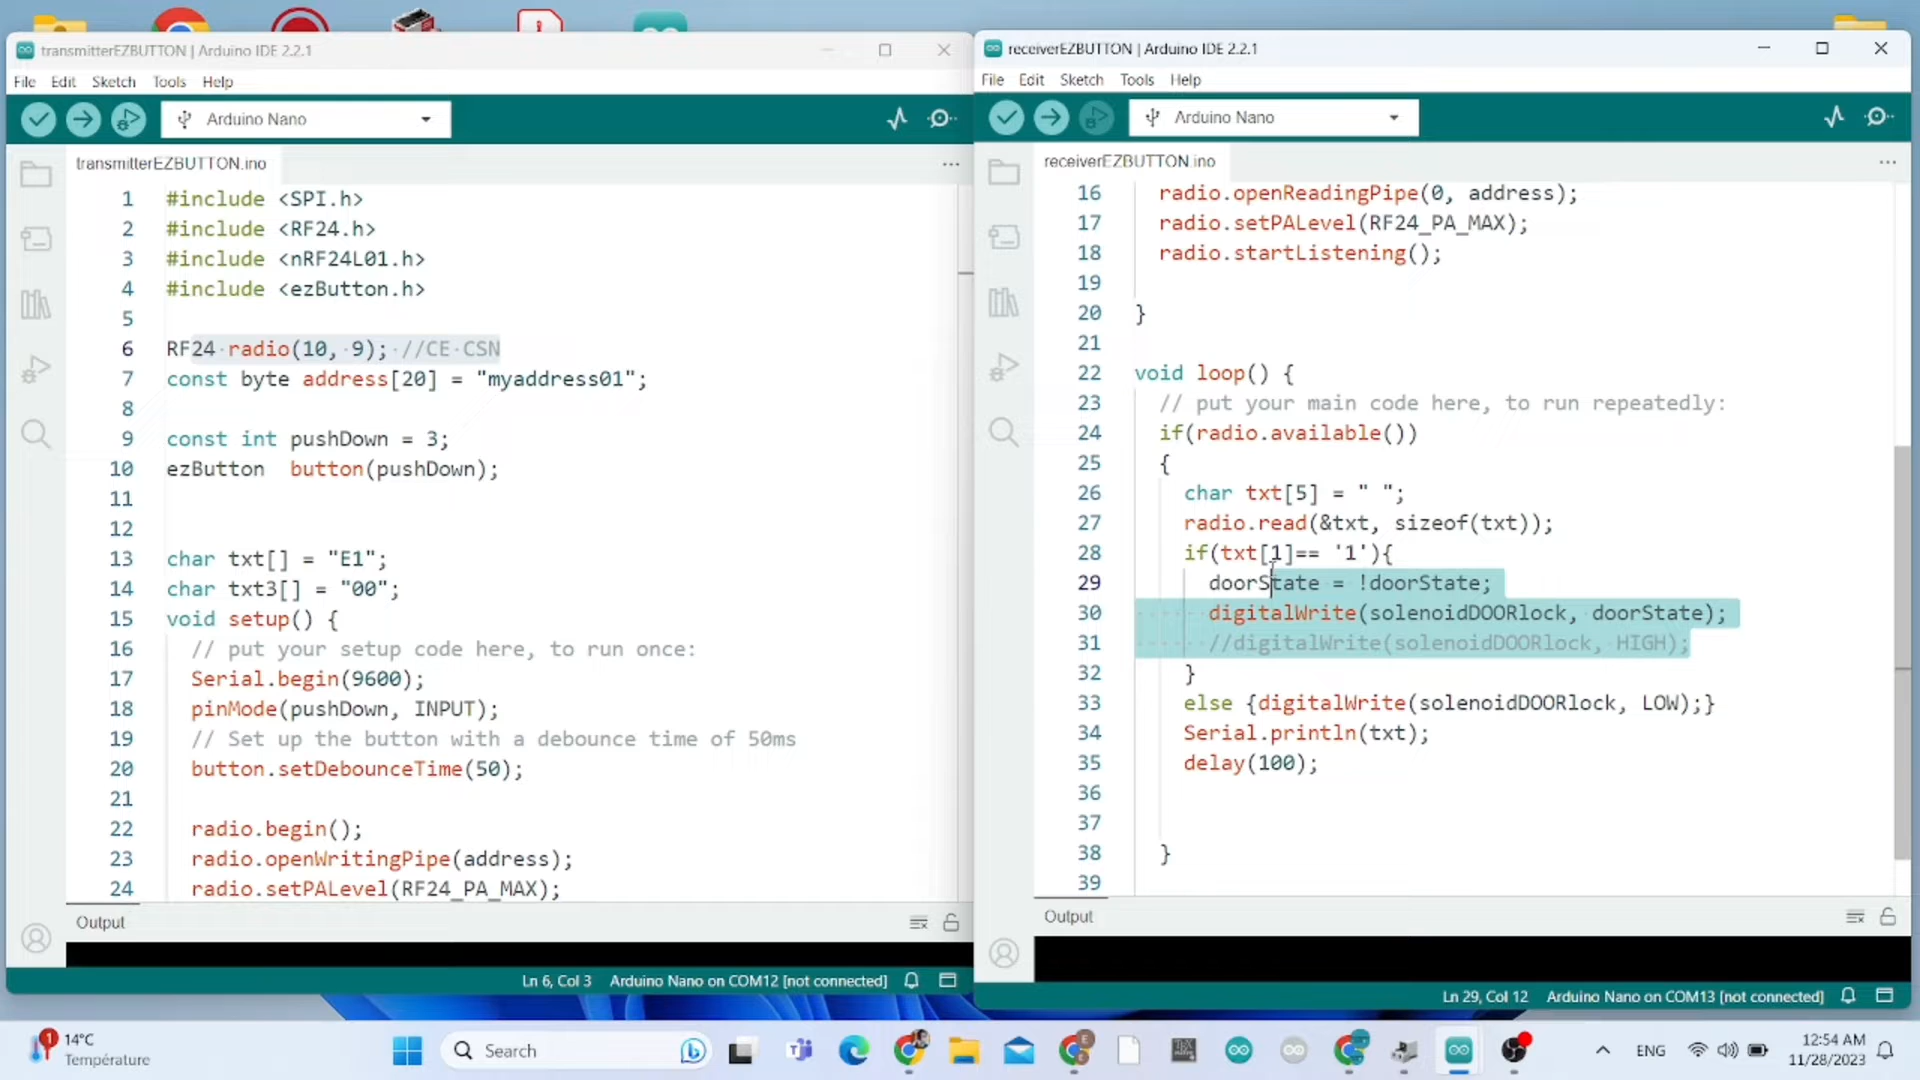 transmitterEZBUTTON | Arduino IDE 2.2.1
File Edit Sketch Tools Help
Arduino Nano
transmitterEZBUTTON.ino
1 #include <SPI.h>
2 #include <RF24.h>
3 #include <nRF24L01.h>
4 #include <ezButton.h>
5
6 RF24 radio(10, 9); //CE CSN
7 const byte address[20] = "myaddress01";
8
9 const int pushDown = 3;
10 ezButton button(pushDown);
11
12
13 char txt[] = "E1";
14 char txt3[] = "00";
15 void setup() {
16 // put your setup code here, to run once:
17 Serial.begin(9600);
18 pinMode(pushDown, INPUT);
19 // Set up the button with a debounce time of 50ms
20 button.setDebounceTime(50);
21
22 radio.begin();
23 radio.openWritingPipe(address);
24 radio.setPALevel(RF24_PA_MAX);
Output
Ln 6, Col 3 Arduino Nano on COM12 [not connected]
receiverEZBUTTON | Arduino IDE 2.2.1
File Edit Sketch Tools Help
Arduino Nano
receiverEZBUTTON.ino
16 radio.openReadingPipe(0, address);
17 radio.setPALevel(RF24_PA_MAX);
18 radio.startListening();
19
20 }
21
22 void loop() {
23 // put your main code here, to run repeatedly:
24 if(radio.available())
25 {
26 char txt[5] = " ";
27 radio.read(&txt, sizeof(txt));
28 if(txt[1]== '1'){
29 doorState = !doorState;
30 digitalWrite(solenoidDOORlock, doorState);
31 //digitalWrite(solenoidDOORlock, HIGH);
32 }
33 else {digitalWrite(solenoidDOORlock, LOW);}
34 Serial.println(txt);
35 delay(100);
36
37
38 }
39
Output
Ln 29, Col 12 Arduino Nano on COM13 [not connected]
1
14°C
Température
Search
ENG
12:54 AM
11/28/2023